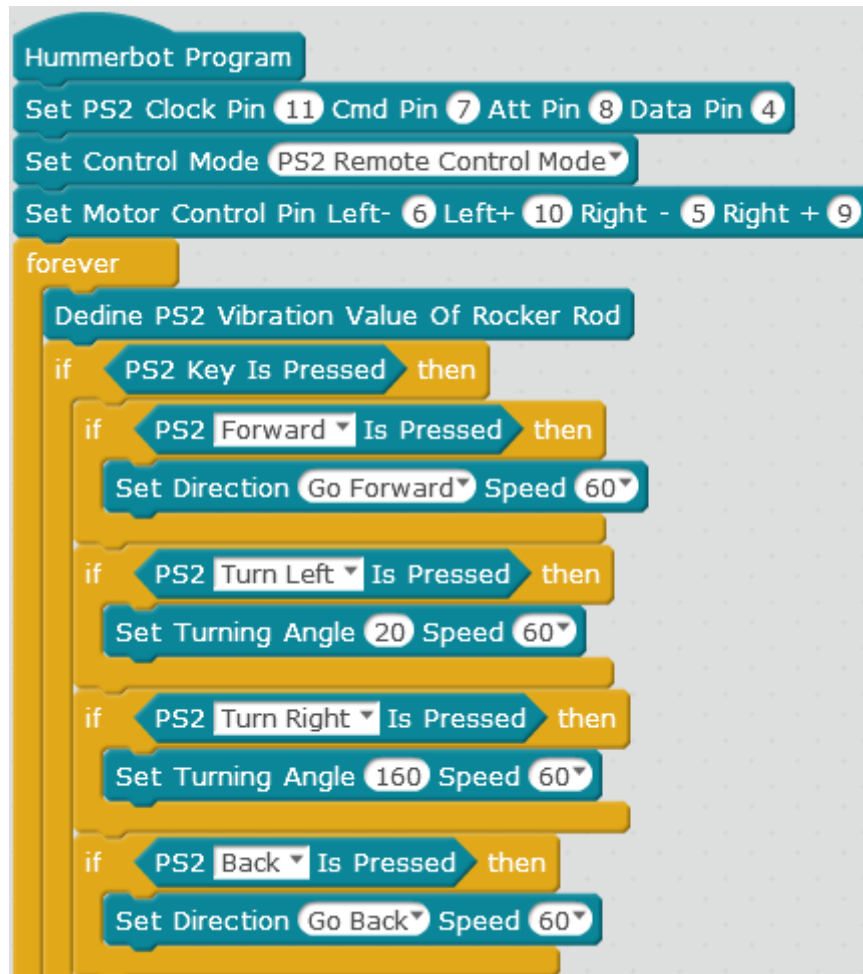 Hummerbot Program
Set PS2 Clock Pin 11 Cmd Pin 7 Att Pin 8 Data Pin 4
Set Control Mode PS2 Remote Control Mode
Set Motor Control Pin Left- 6 Left+ 10 Right - 5 Right + 9
forever
Dedine PS2 Vibration Value Of Rocker Rod
if PS2 Key Is Pressed then
if PS2 Forward Is Pressed then
Set Direction Go Forward Speed 60
if PS2 Turn Left Is Pressed then
Set Turning Angle 20 Speed 60
if PS2 Turn Right Is Pressed then
Set Turning Angle 160 Speed 60
if PS2 Back Is Pressed then
Set Direction Go Back Speed 60